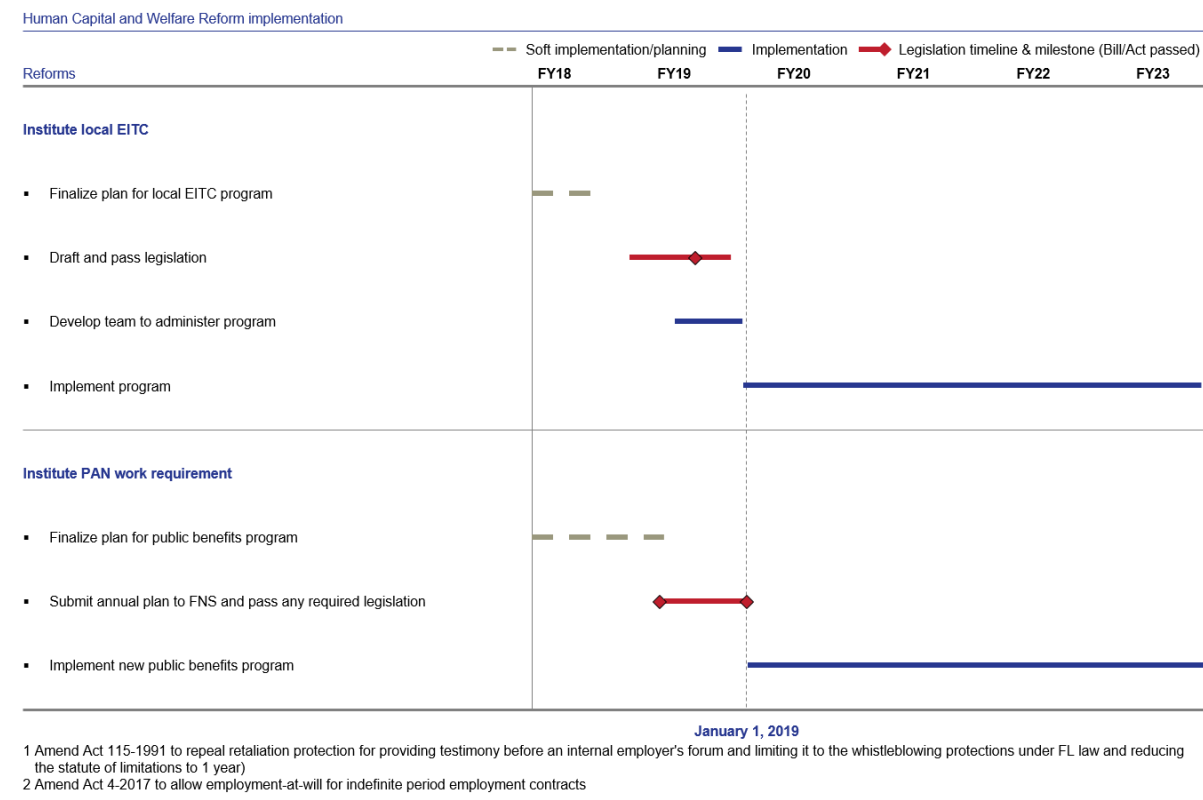 Human Capital and Welfare Reform implementation
Soft implementation/planning Implementation Legislation timeline & milestone (Bill/Act passed)
Reforms FY18 FY19 FY20 FY21 FY22 FY23
Institute local EITC
▪ Finalize plan for local EITC program
▪ Draft and pass legislation
▪ Develop team to administer program
▪ Implement program
Institute PAN work requirement
▪ Finalize plan for public benefits program
▪ Submit annual plan to FNS and pass any required legislation
▪ Implement new public benefits program
January 1, 2019
1 Amend Act 115-1991 to repeal retaliation protection for providing testimony before an internal employer's forum and limiting it to the whistleblowing protections under FL law and reducing
the statute of limitations to 1 year)
2 Amend Act 4-2017 to allow employment-at-will for indefinite period employment contracts